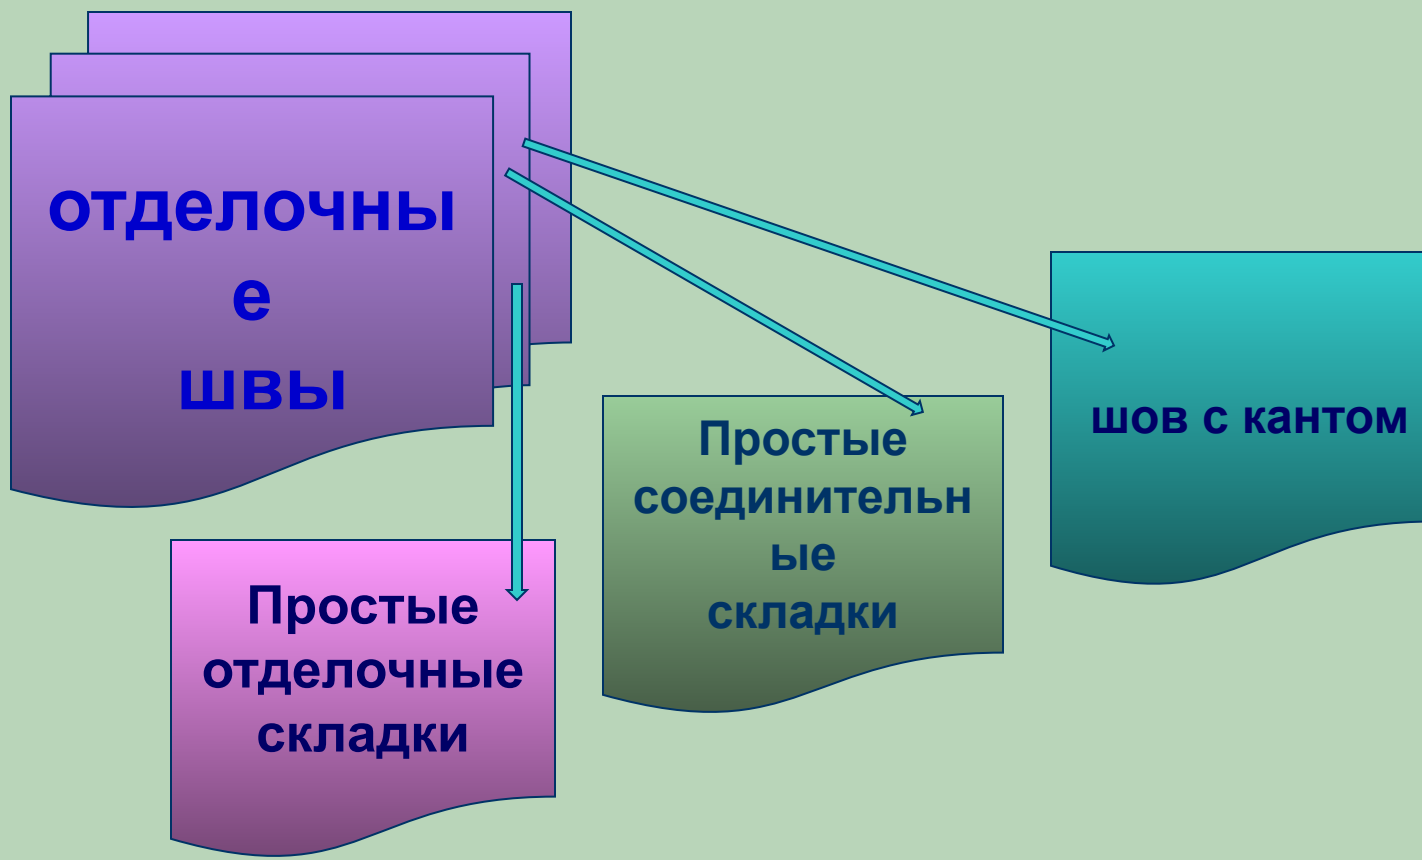 отделочны
е
швы
Простые
соединительн
ые
складки
шов с кантом
Простые
отделочные
складки